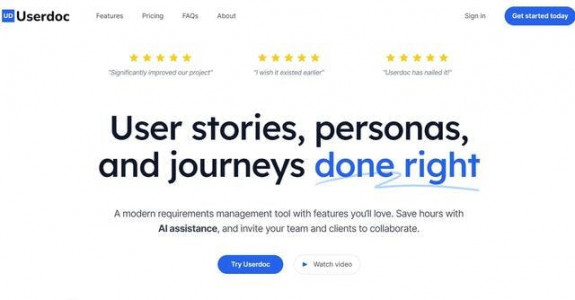 UD Userdoc Features Pricing FAQs About Sign in Get started today
"Significantly improved our project" "I wish it existed earlier" "Userdoc has nailed it!"
User stories, personas,
and journeys done right
A modern requirements management tool with features you'll love. Save hours with
AI assistance, and invite your team and clients to collaborate.
Try Userdoc Watch video